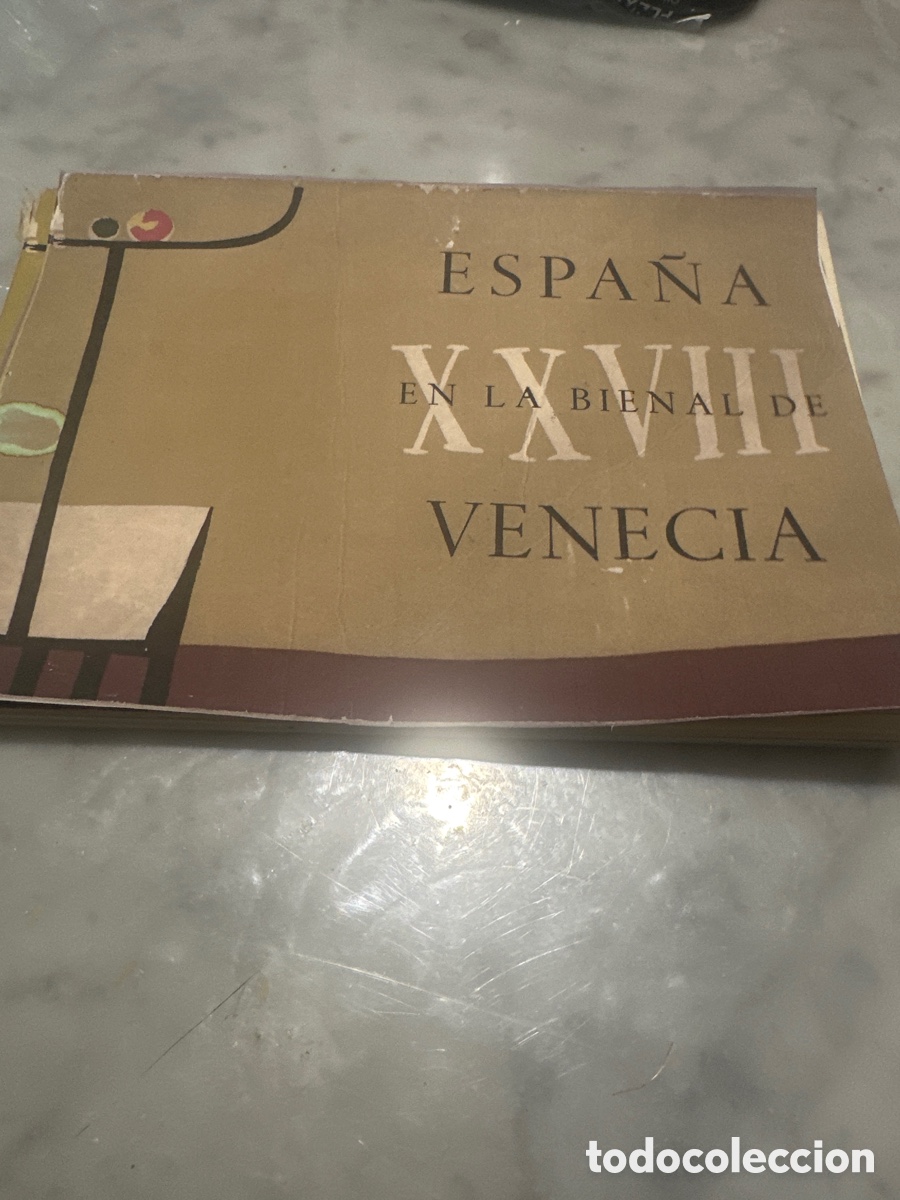 ESPAÑA
XXVIII
EN LA BIENAL DE
VENECIA
todocoleccion